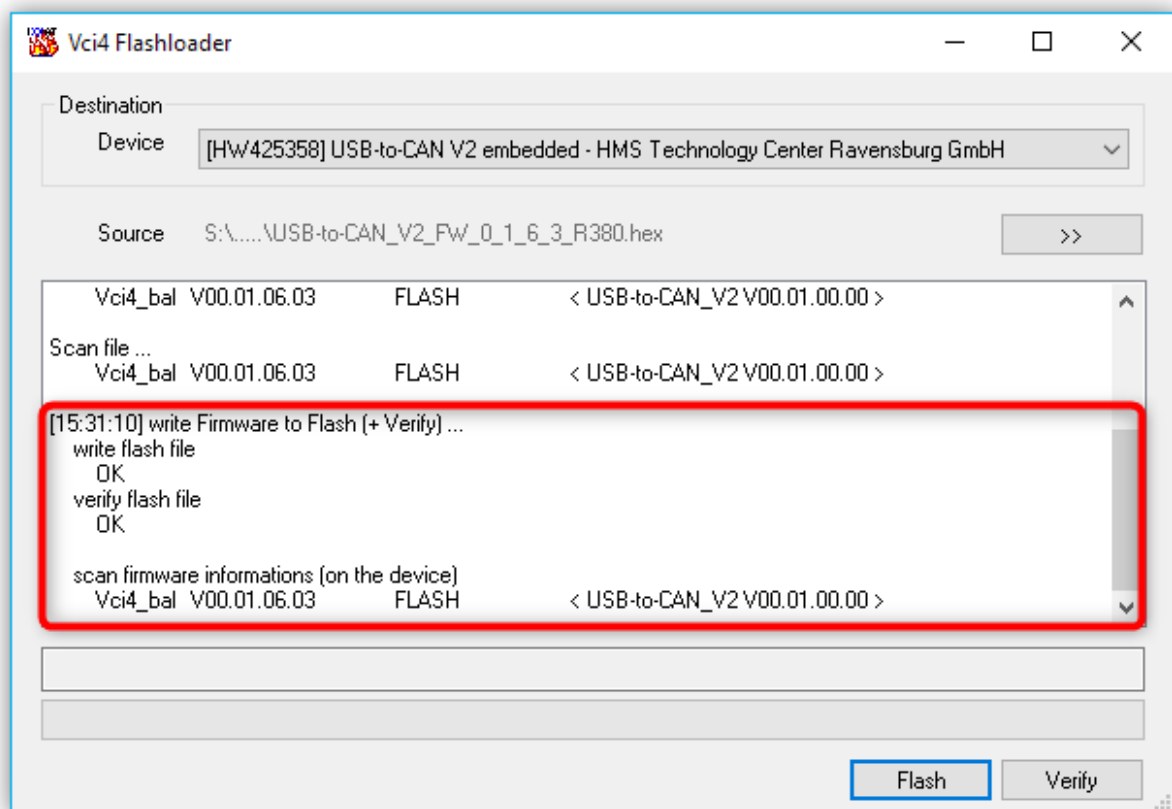 Vci4 Flashloader
Destination
Device [HW425358] USB-to-CAN V2 embedded - HMS Technology Center Ravensburg GmbH
Source S:\.....\USB-to-CAN_V2_FW_0_1_6_3_R380.hex >>
Vci4_bal V00.01.06.03 FLASH < USB-to-CAN_V2 V00.01.00.00 >
Scan file ...
Vci4_bal V00.01.06.03 FLASH < USB-to-CAN_V2 V00.01.00.00 >
[15:31:10] write Firmware to Flash (+ Verify) ...
write flash file
OK
verify flash file
OK
scan firmware informations (on the device)
Vci4_bal V00.01.06.03 FLASH < USB-to-CAN_V2 V00.01.00.00 >
Flash Verify